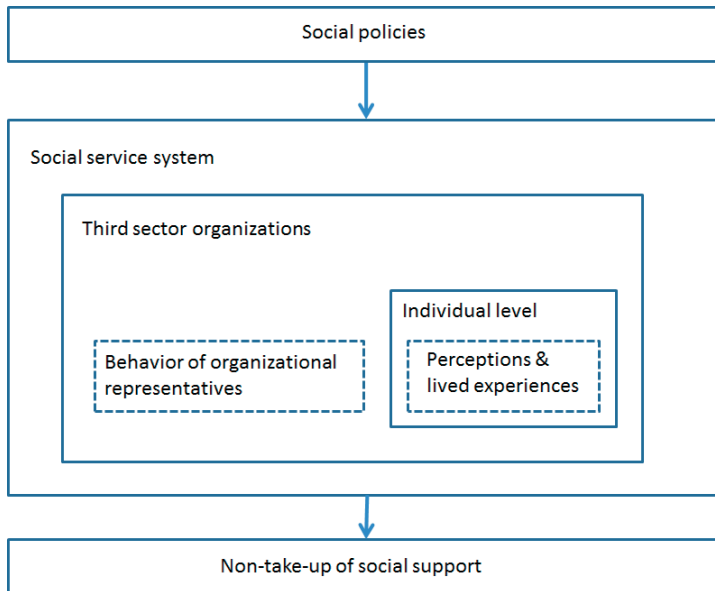 Social policies
Social service system
Third sector organizations
Individual level
Behavior of organizational
representatives
Perceptions &
lived experiences
Non-take-up of social support